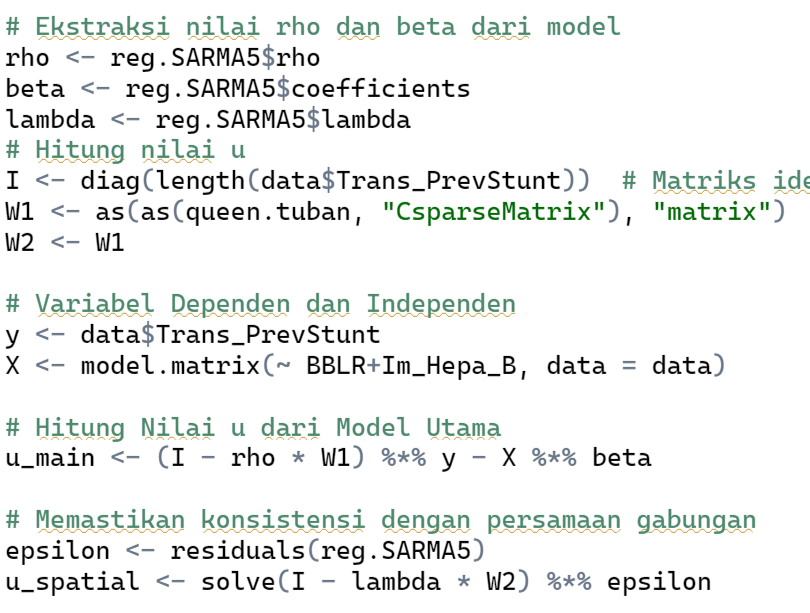 # Ekstraksi nilai rho dan beta dari model
rho <- reg.SARMA5$rho
beta <- reg.SARMA5$coefficients
lambda <- reg.SARMA5$lambda
# Hitung nilai u
I <- diag(length(data$Trans_PrevStunt))  # Matriks ide
W1 <- as(as(queen.tuban, "CsparseMatrix"), "matrix")
W2 <- W1
# Variabel Dependen dan Independen
y <- data$Trans_PrevStunt
X <- model.matrix(~ BBLR+Im_Hepa_B, data = data)
# Hitung Nilai u dari Model Utama
u_main <- (I - rho * W1) %*% y - X %*% beta
# Memastikan konsistensi dengan persamaan gabungan
epsilon <- residuals(reg.SARMA5)
u_spatial <- solve(I - lambda * W2) %*% epsilon